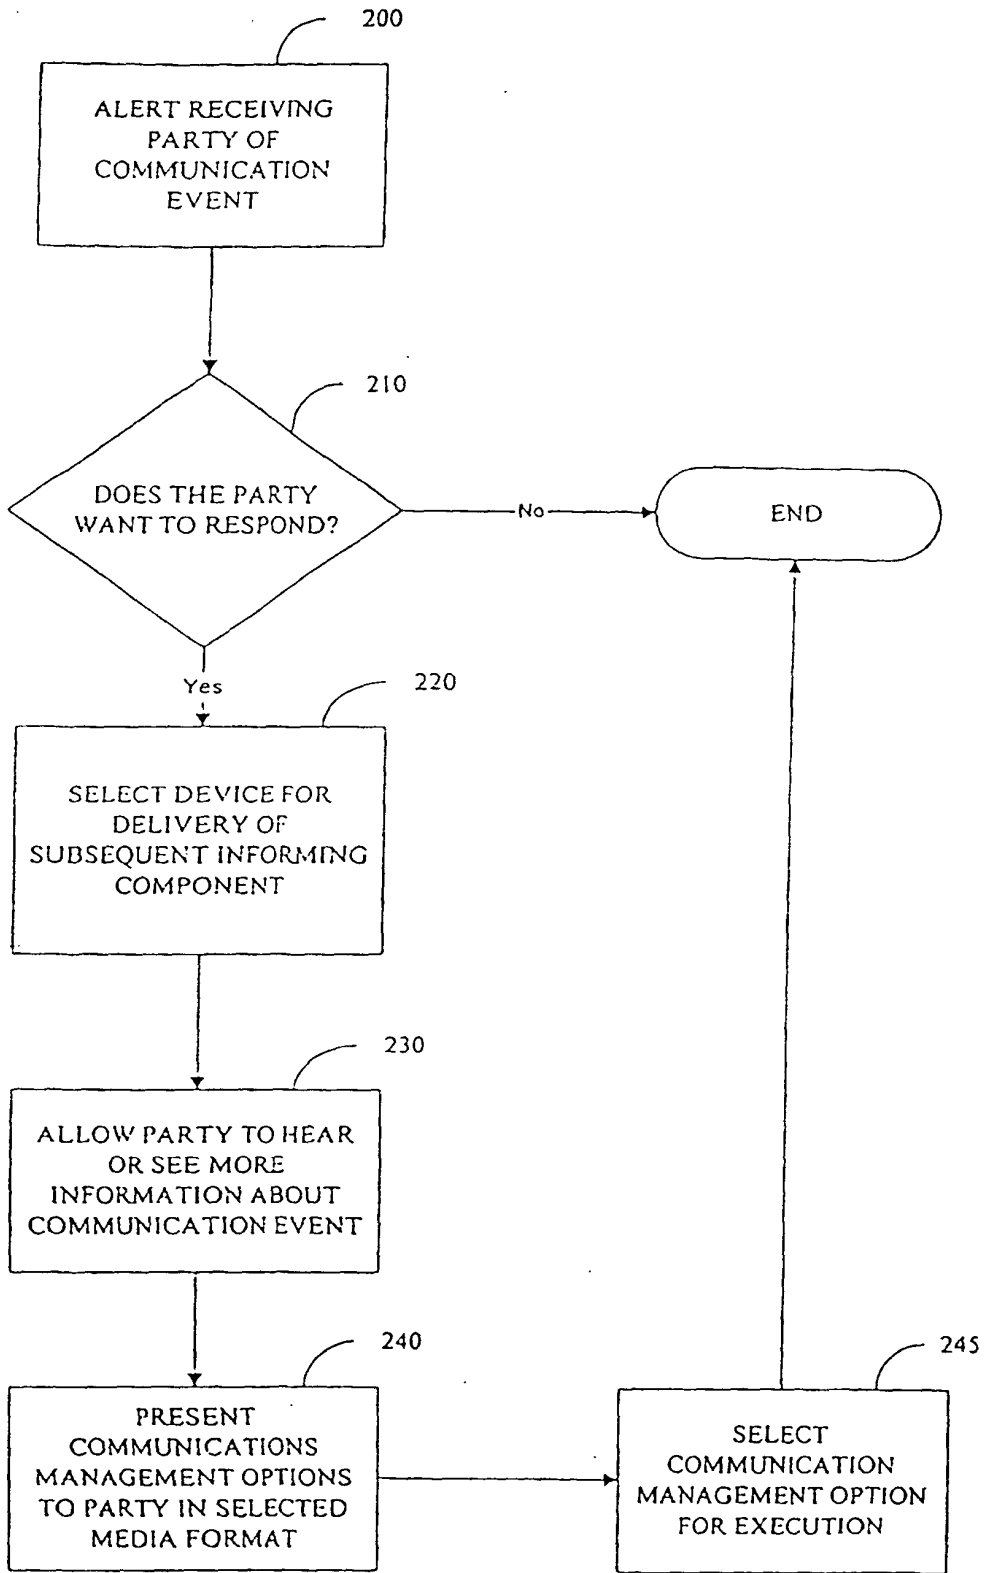 200
ALERT RECEIVING
PARTY OF
COMMUNICATION
EVENT
210
DOES THE PARTY
WANT TO RESPOND?
No
END
Yes
220
SELECT DEVICE FOR
DELIVERY OF
SUBSEQUENT INFORMING
COMPONENT
230
ALLOW PARTY TO HEAR
OR SEE MORE
INFORMATION ABOUT
COMMUNICATION EVENT
240
PRESENT
COMMUNICATIONS
MANAGEMENT OPTIONS
TO PARTY IN SELECTED
MEDIA FORMAT
245
SELECT
COMMUNICATION
MANAGEMENT OPTION
FOR EXECUTION